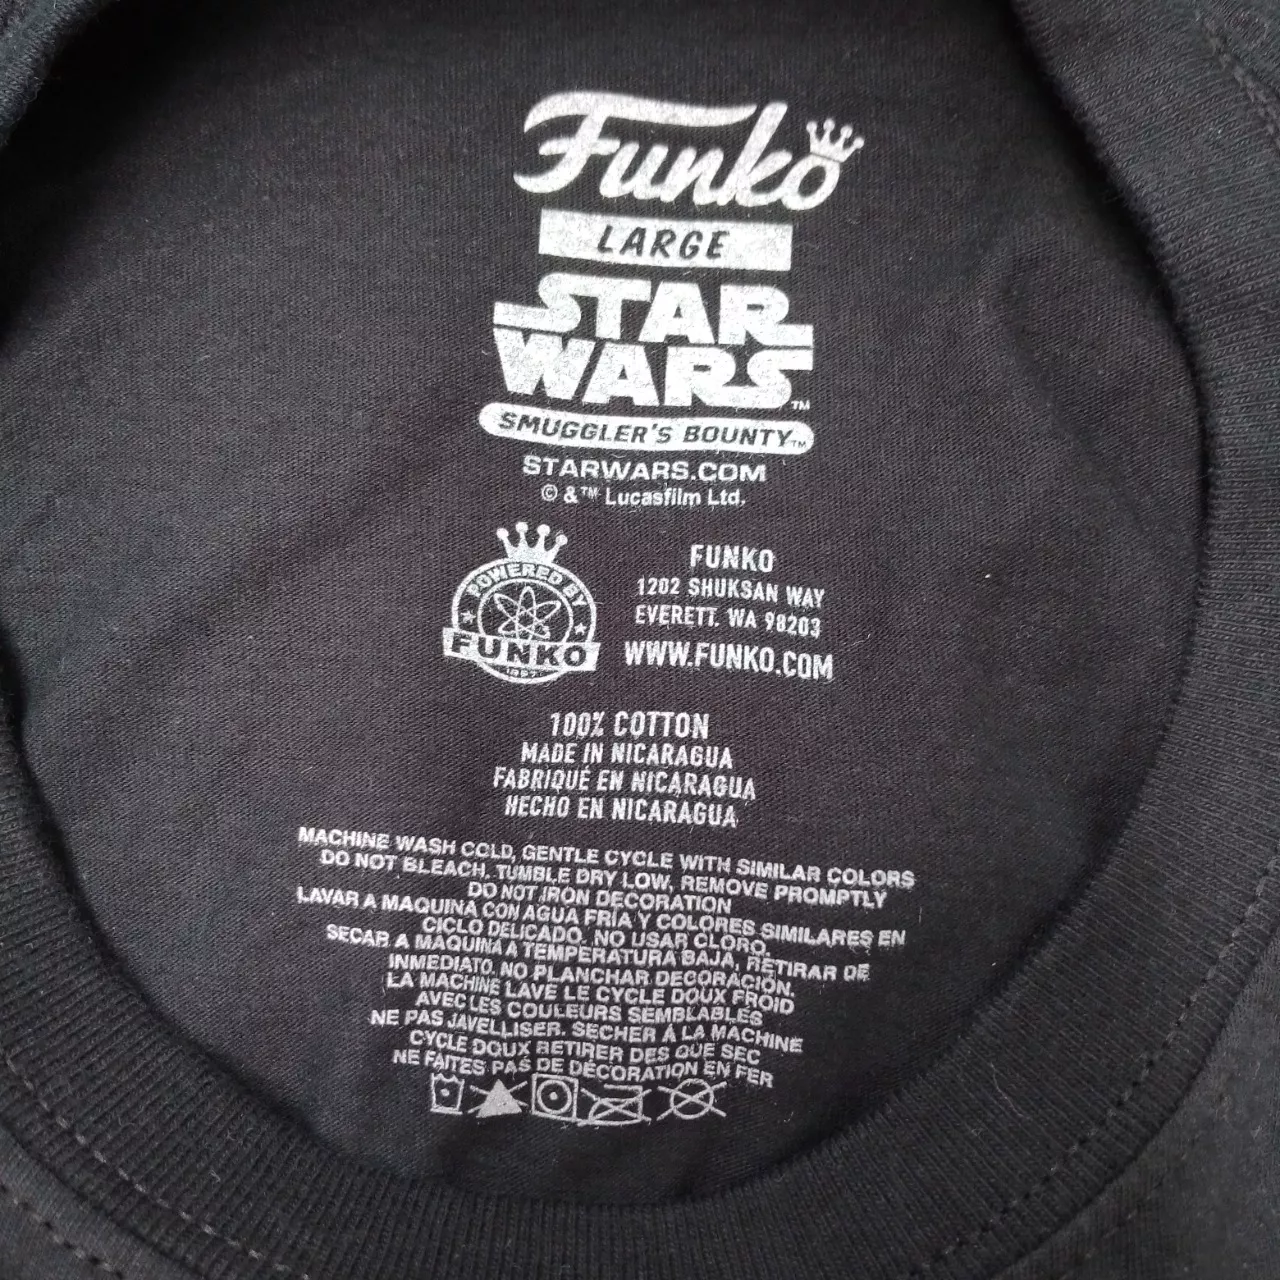 Funko
LARGE
STAR
WARS™
SMUGGLER'S BOUNTY™
STARWARS.COM
© &™ Lucasfilm Ltd.
POWERED BY
FUNKO
1997
FUNKO
1202 SHUKSAN WAY
EVERETT, WA 98203
WWW.FUNKO.COM
100% COTTON
MADE IN NICARAGUA
FABRIQUÉ EN NICARAGUA
HECHO EN NICARAGUA
MACHINE WASH COLD, GENTLE CYCLE WITH SIMILAR COLORS
DO NOT BLEACH, TUMBLE DRY LOW, REMOVE PROMPTLY
DO NOT IRON DECORATION
LAVAR A MAQUINA CON AGUA FRÍA Y COLORES SIMILARES EN
CICLO DELICADO. NO USAR CLORO.
SECAR A MAQUINA A TEMPERATURA BAJA, RETIRAR DE
INMEDIATO. NO PLANCHAR DECORACIÓN.
LA MACHINE LAVE LE CYCLE DOUX FROID
AVEC LES COULEURS SEMBLABLES
NE PAS JAVELLISER. SECHER À LA MACHINE
CYCLE DOUX RETIRER DES QUE SEC
NE FAITES PAS DE DÉCORATION EN FER